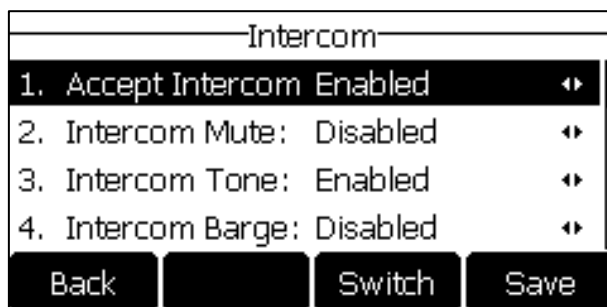 Intercom
1. Accept Intercom Enabled
2. Intercom Mute: Disabled
3. Intercom Tone: Enabled
4. Intercom Barge: Disabled
Back Switch Save